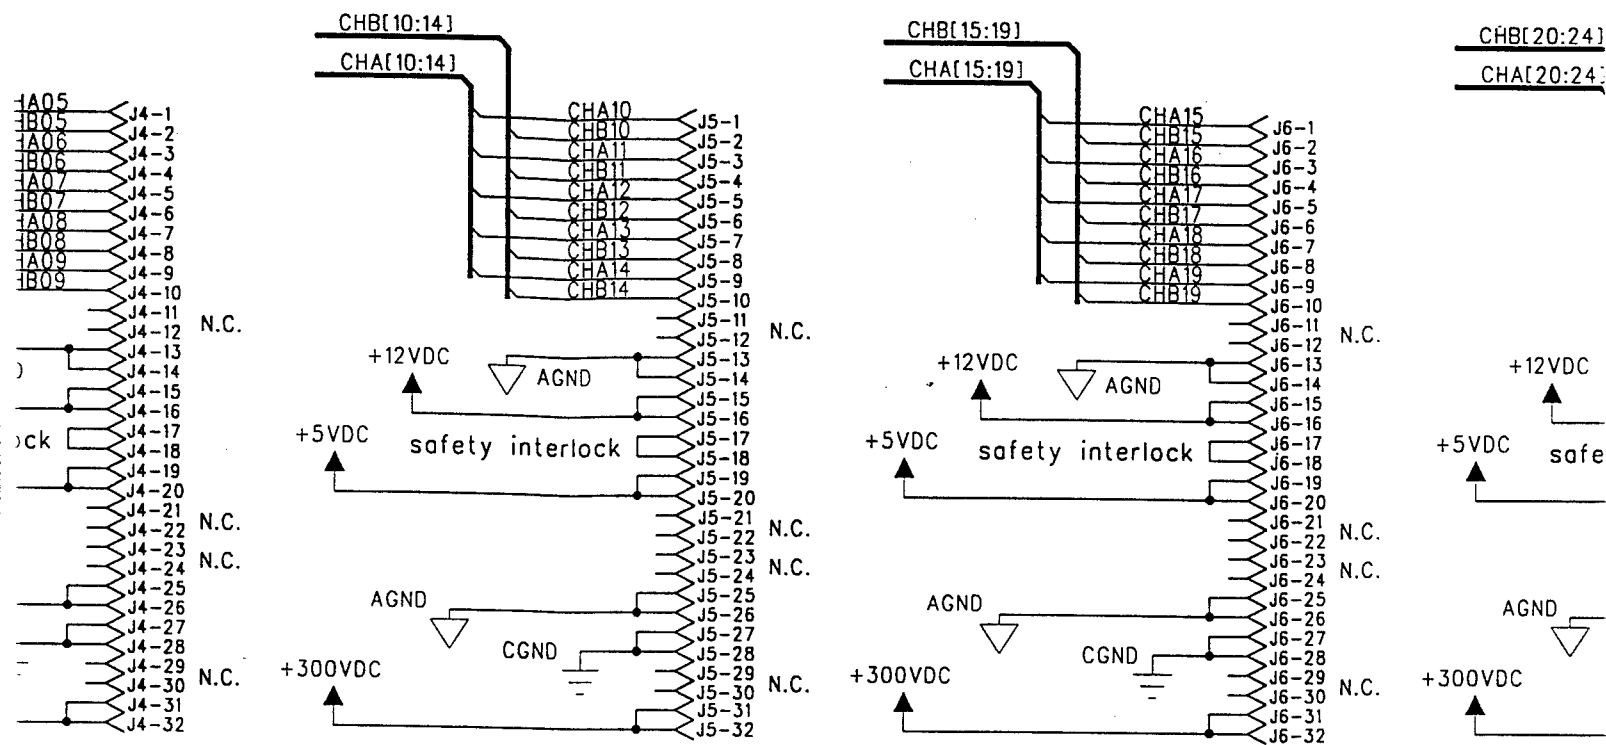 CHB[10:14]
CHA[10:14]
CHA10
CHB10
CHA11
CHB11
CHA12
CHB12
CHA13
CHB13
CHA14
CHB14
+12VDC
AGND
+5VDC
safety interlock
AGND
CGND
+300VDC
J4-1
J4-2
J4-3
J4-4
J4-5
J4-6
J4-7
J4-8
J4-9
J4-10
J4-11
J4-12
J4-13
J4-14
J4-15
J4-16
J4-17
J4-18
J4-19
J4-20
J4-21
J4-22
J4-23
J4-24
J4-25
J4-26
J4-27
J4-28
J4-29
J4-30
J4-31
J4-32
N.C.
N.C.
N.C.
N.C.
J5-1
J5-2
J5-3
J5-4
J5-5
J5-6
J5-7
J5-8
J5-9
J5-10
J5-11
J5-12
J5-13
J5-14
J5-15
J5-16
J5-17
J5-18
J5-19
J5-20
J5-21
J5-22
J5-23
J5-24
J5-25
J5-26
J5-27
J5-28
J5-29
J5-30
J5-31
J5-32
N.C.
N.C.
N.C.
N.C.
CHB[15:19]
CHA[15:19]
CHA15
CHB15
CHA16
CHB16
CHA17
CHB17
CHA18
CHB18
CHA19
CHB19
+12VDC
AGND
+5VDC
safety interlock
AGND
CGND
+300VDC
J6-1
J6-2
J6-3
J6-4
J6-5
J6-6
J6-7
J6-8
J6-9
J6-10
J6-11
J6-12
J6-13
J6-14
J6-15
J6-16
J6-17
J6-18
J6-19
J6-20
J6-21
J6-22
J6-23
J6-24
J6-25
J6-26
J6-27
J6-28
J6-29
J6-30
J6-31
J6-32
N.C.
N.C.
N.C.
N.C.
CHB[20:24]
CHA[20:24]
+12VDC
+5VDC
safe
AGND
+300VDC